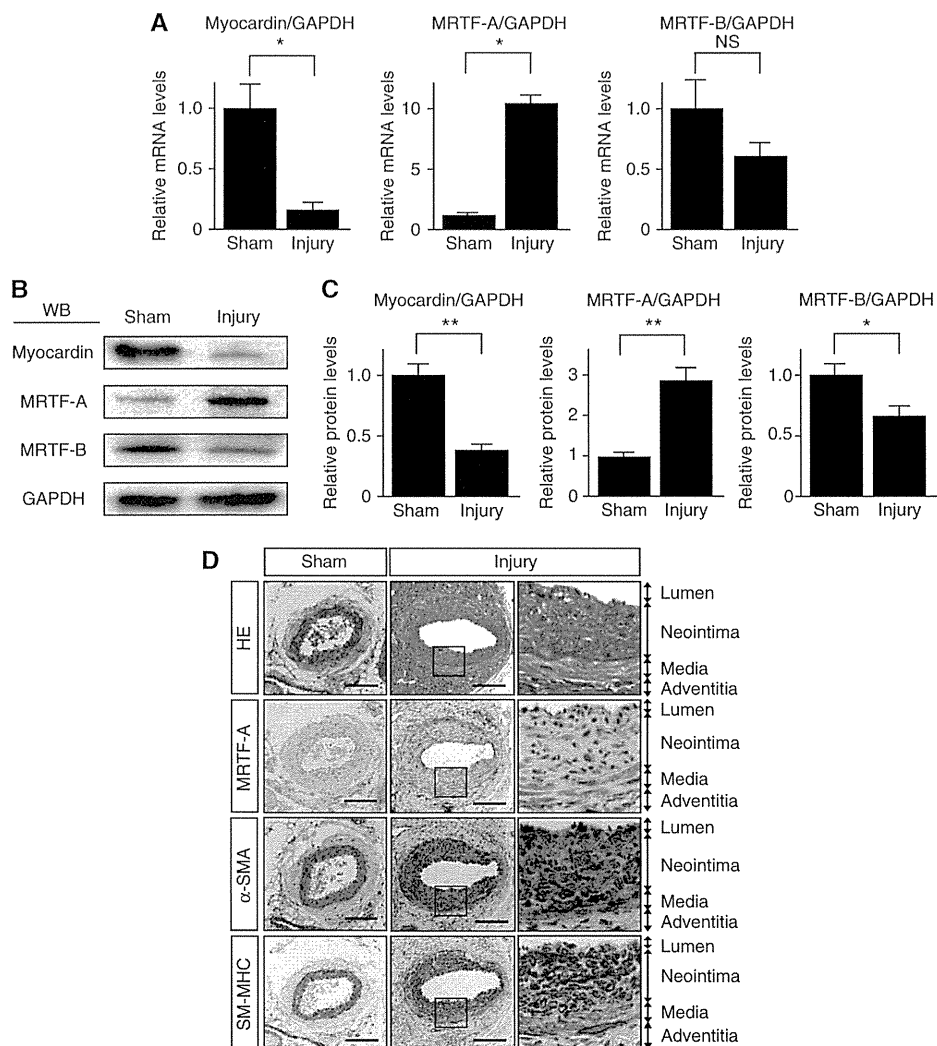 A
Myocardin/GAPDH
*
Relative mRNA levels
1.0
0.5
0
Sham Injury
MRTF-A/GAPDH
*
Relative mRNA levels
10
5
0
Sham Injury
MRTF-B/GAPDH
NS
Relative mRNA levels
1.0
0.5
0
Sham Injury
B
WB Sham Injury
Myocardin
MRTF-A
MRTF-B
GAPDH
C
Myocardin/GAPDH
**
Relative protein levels
1.0
0.5
0
Sham Injury
MRTF-A/GAPDH
**
Relative protein levels
3
2
1
0
Sham Injury
MRTF-B/GAPDH
*
Relative protein levels
1.0
0.5
0
Sham Injury
D
Sham Injury
HE
Lumen
Neointima
Media
Adventitia
MRTF-A
Lumen
Neointima
Media
Adventitia
α-SMA
Lumen
Neointima
Media
Adventitia
SM-MHC
Lumen
Neointima
Media
Adventitia